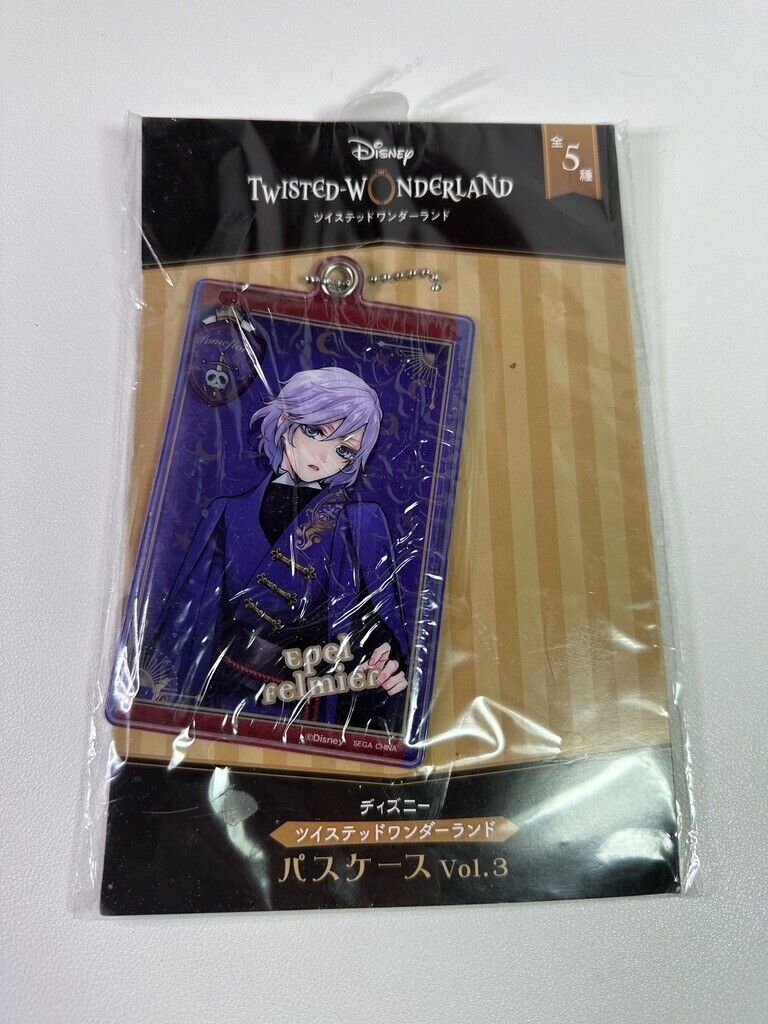 Disney
TWISTED-WONDERLAND
ツイステッドワンダーランド
全
5
種
Pomefiore
Epel
Felmier
©Disney SEGA CHINA
ディズニー
ツイステッドワンダーランド
パスケース Vol.3